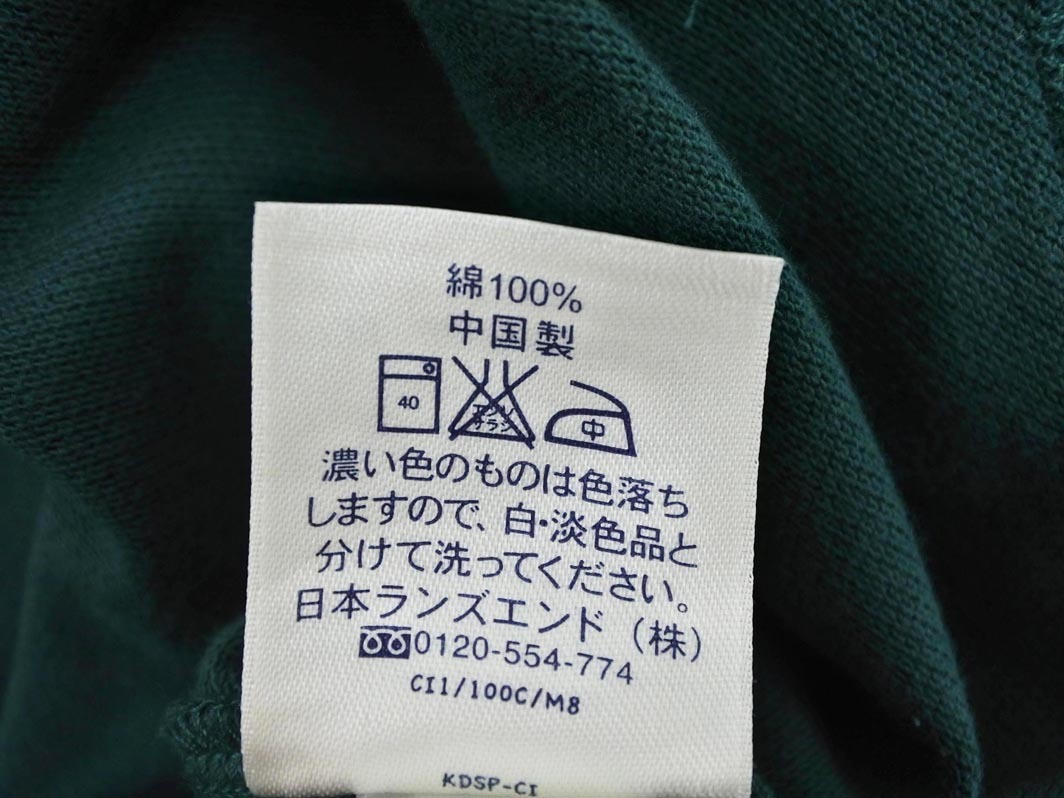 綿100%
中国製
40 エンソ サラシ 中
濃い色のものは色落ち
しますので、白・淡色品と
分けて洗ってください。
日本ランズエンド（株）
0120-554-774
CI1/100C/M8
KDSP-CI